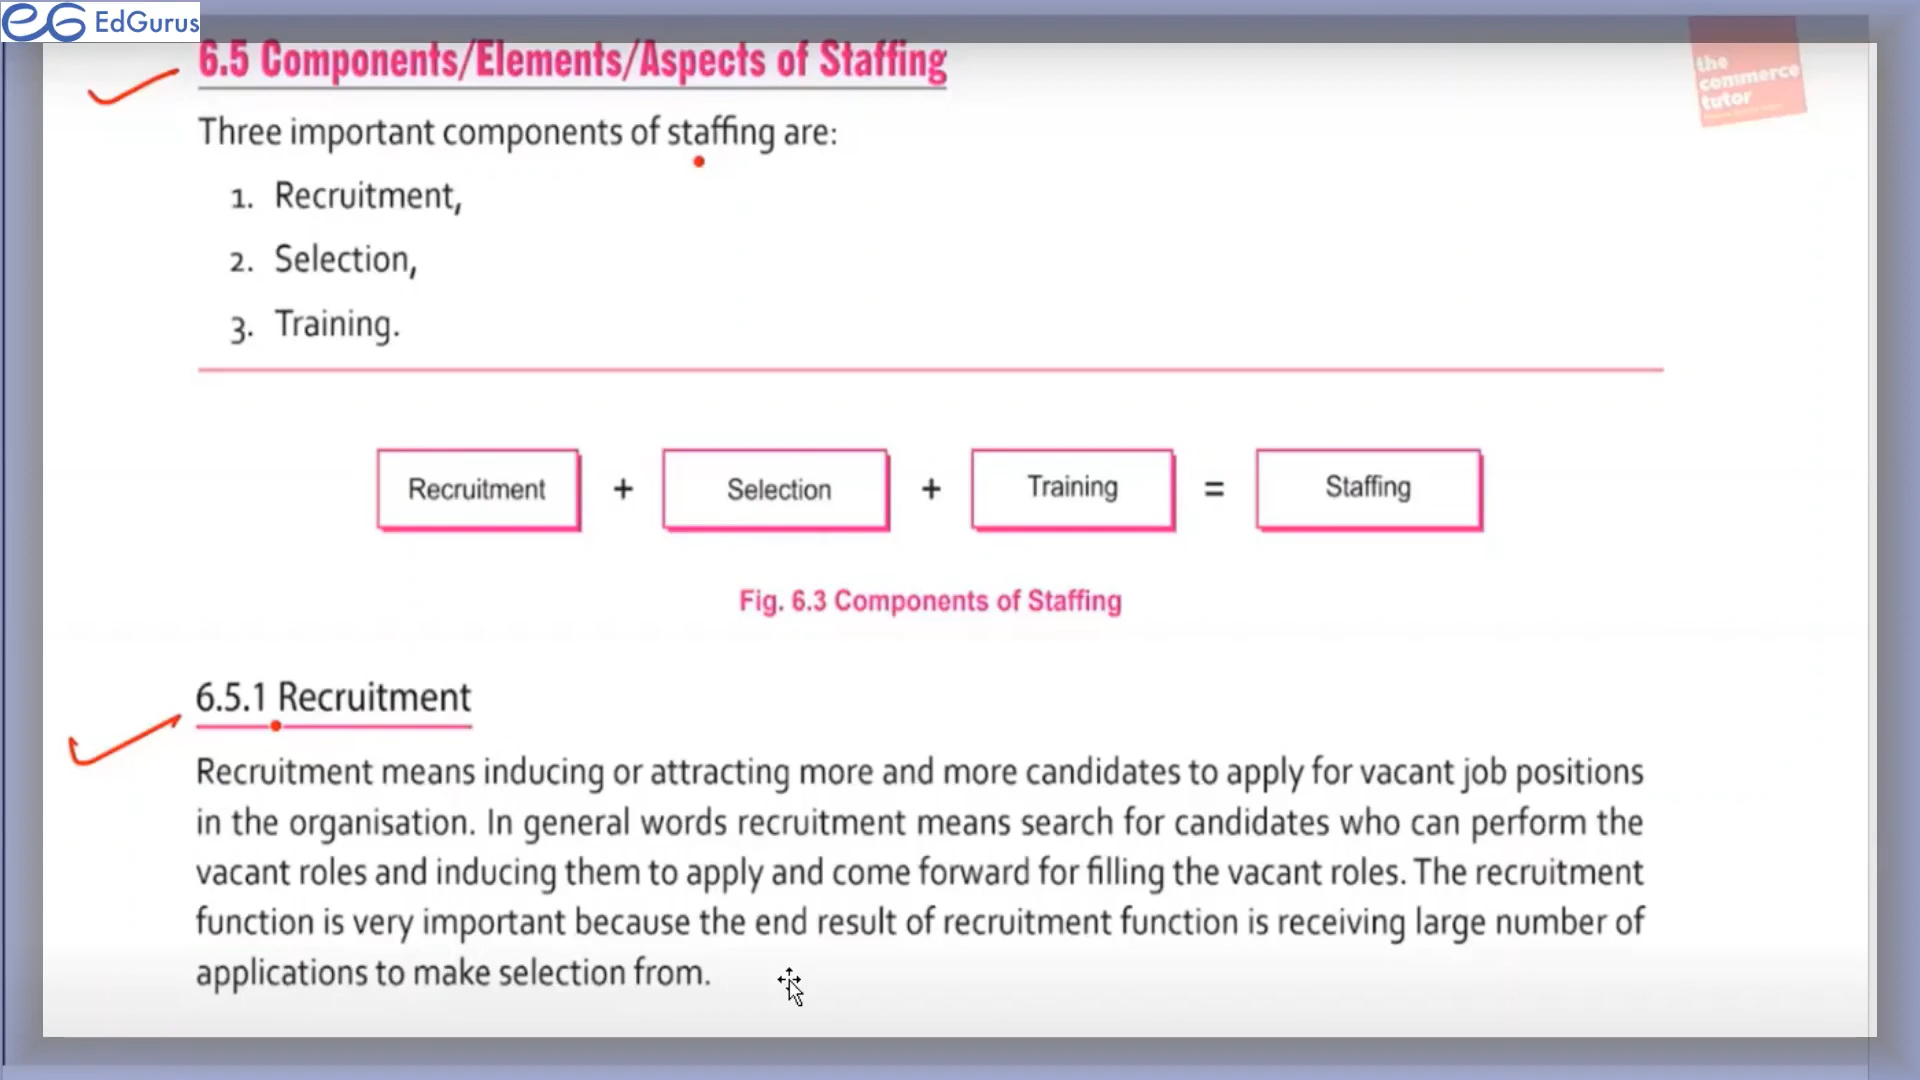 EdGurus
6.5 Components/Elements/Aspects of Staffing
the
commerce
tutor
Three important components of staffing are:
1. Recruitment,
2. Selection,
3. Training.
Recruitment + Selection + Training = Staffing
Fig. 6.3 Components of Staffing
6.5.1 Recruitment
Recruitment means inducing or attracting more and more candidates to apply for vacant job positions
in the organisation. In general words recruitment means search for candidates who can perform the
vacant roles and inducing them to apply and come forward for filling the vacant roles. The recruitment
function is very important because the end result of recruitment function is receiving large number of
applications to make selection from.